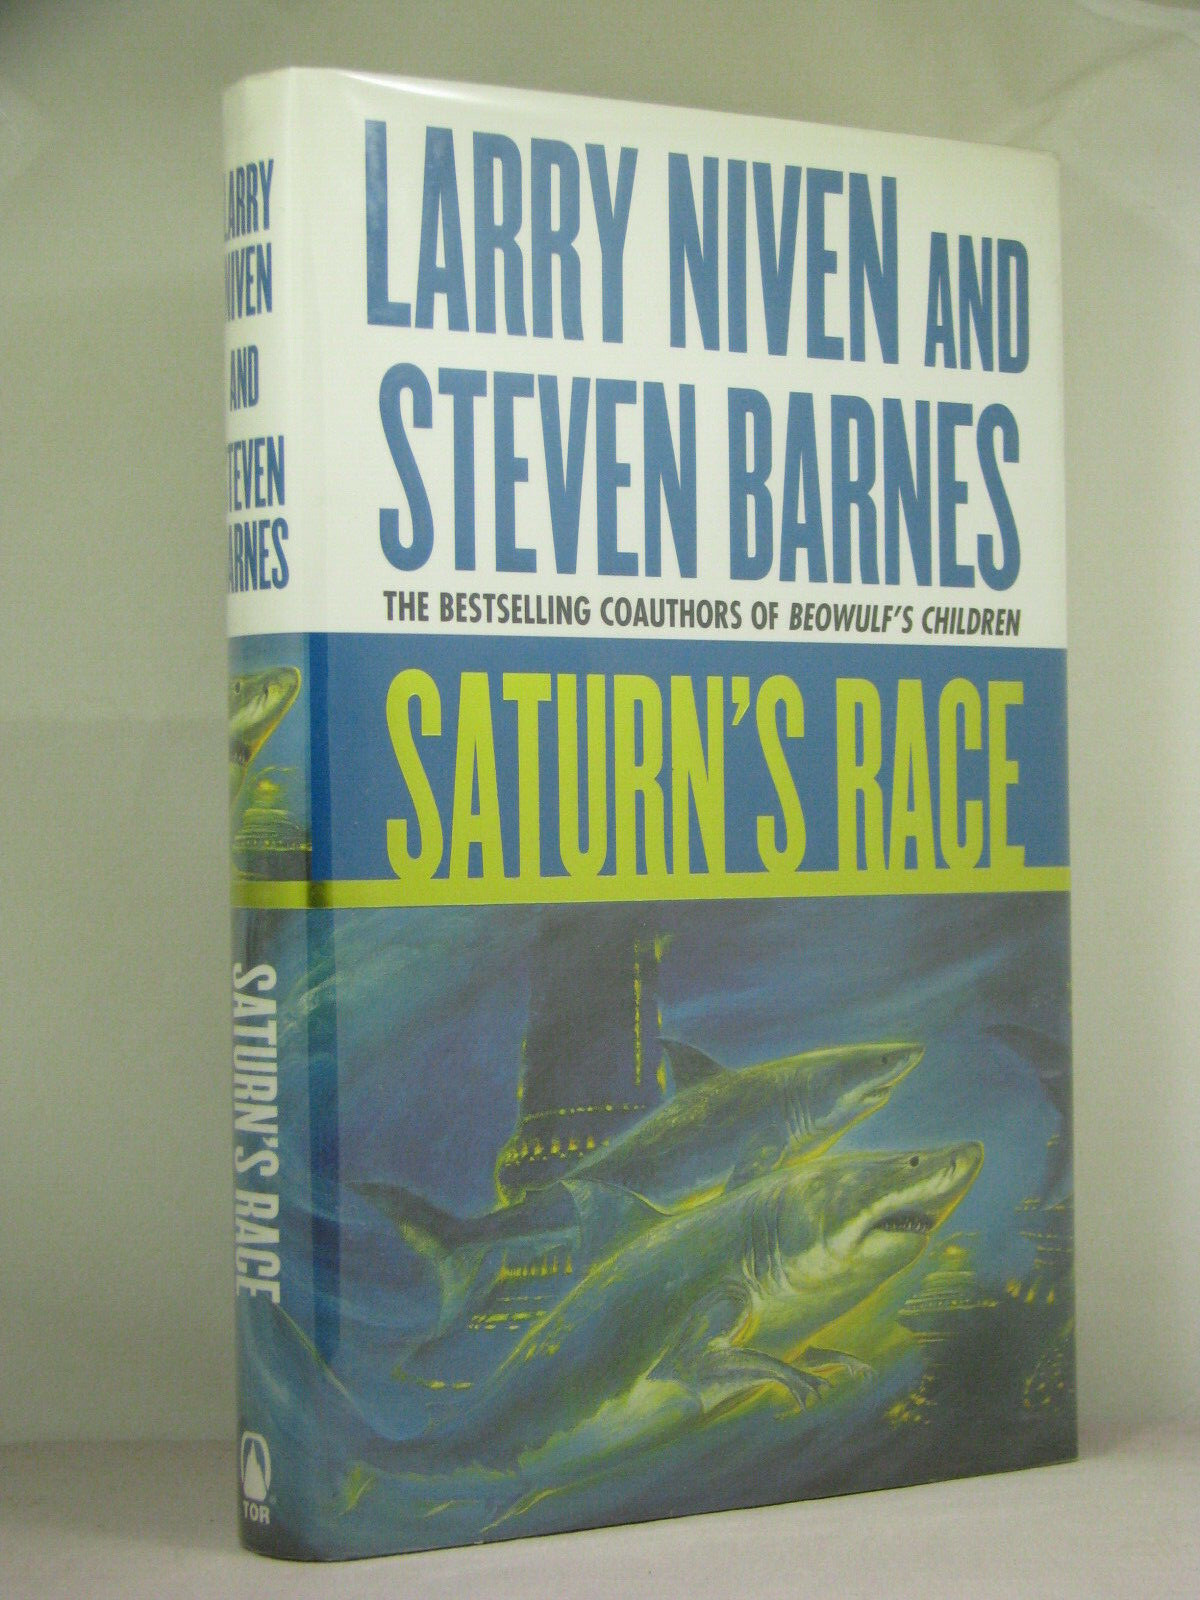 LARRY NIVEN AND
STEVEN BARNES
THE BESTSELLING COAUTHORS OF BEOWULF'S CHILDREN
SATURN'S RACE
LARRY
NIVEN
AND
STEVEN
BARNES
SATURN'S RACE
TOR